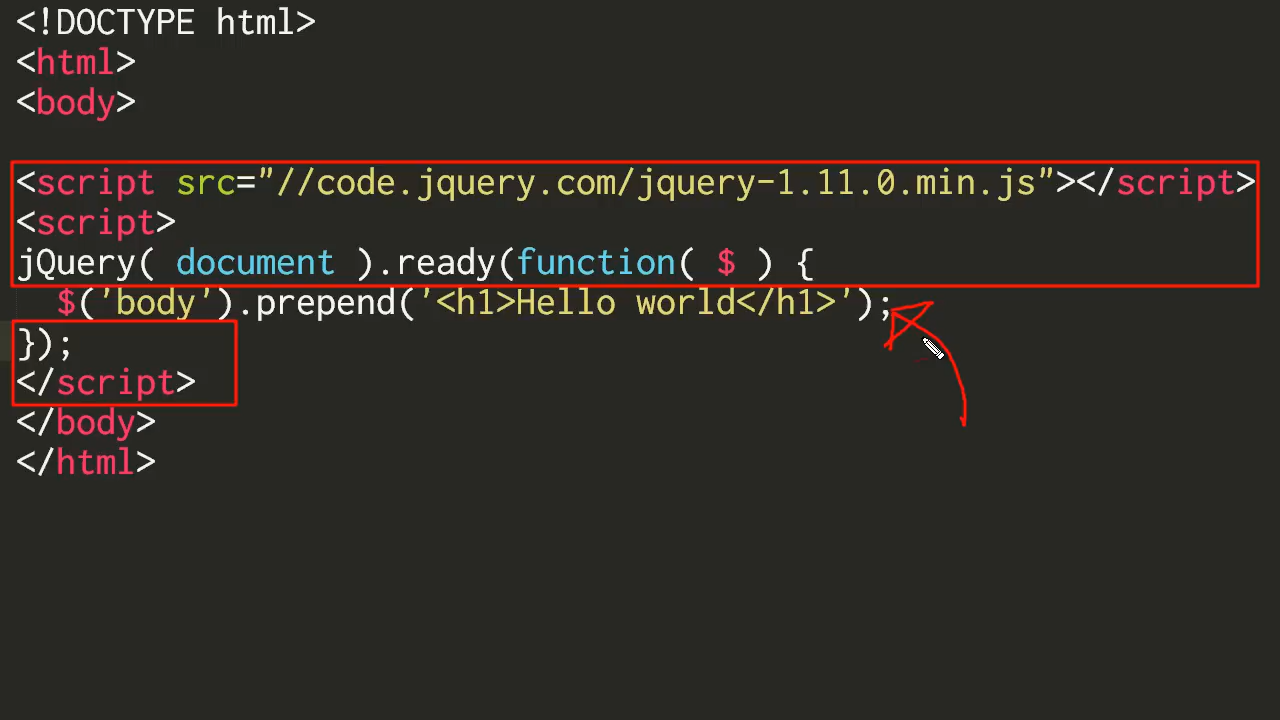 <!DOCTYPE html>
<html>
<body>
<script src="//code.jquery.com/jquery-1.11.0.min.js"></script>
<script>
jQuery( document ).ready(function( $ ) {
  $('body').prepend('<h1>Hello world</h1>');
});
</script>
</body>
</html>